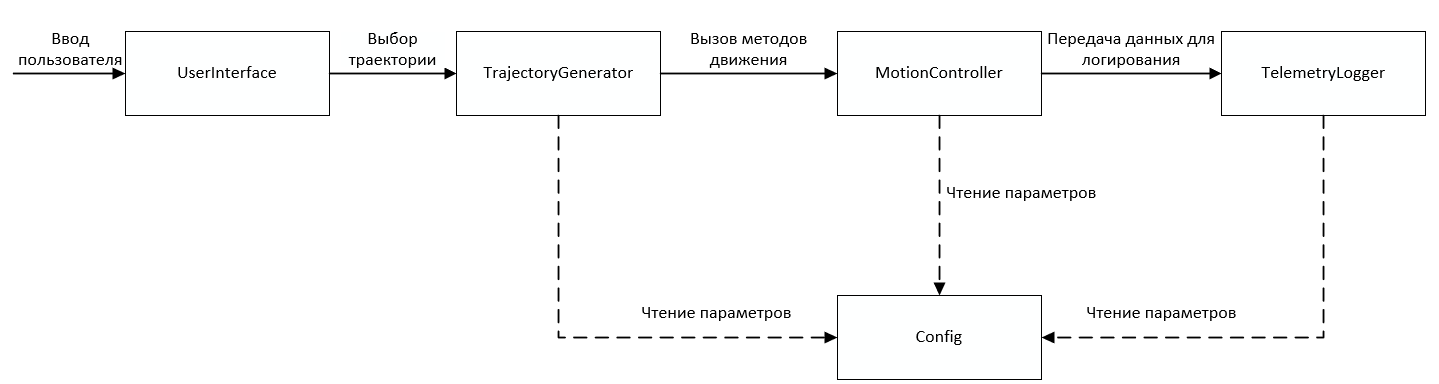 Ввод
пользователя
UserInterface
Выбор
траектории
TrajectoryGenerator
Вызов методов
движения
MotionController
Передача данных для
логирования
TelemetryLogger
Чтение параметров
Чтение параметров
Чтение параметров
Config